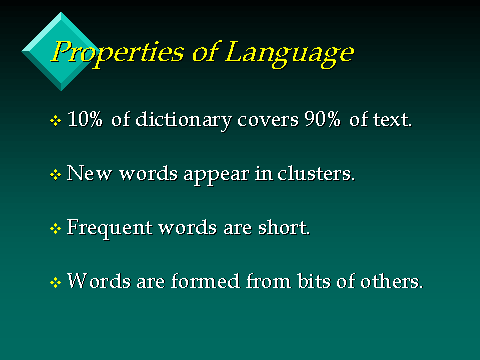 Properties of Language
10% of dictionary covers 90% of text.
New words appear in clusters.
Frequent words are short.
Words are formed from bits of others.